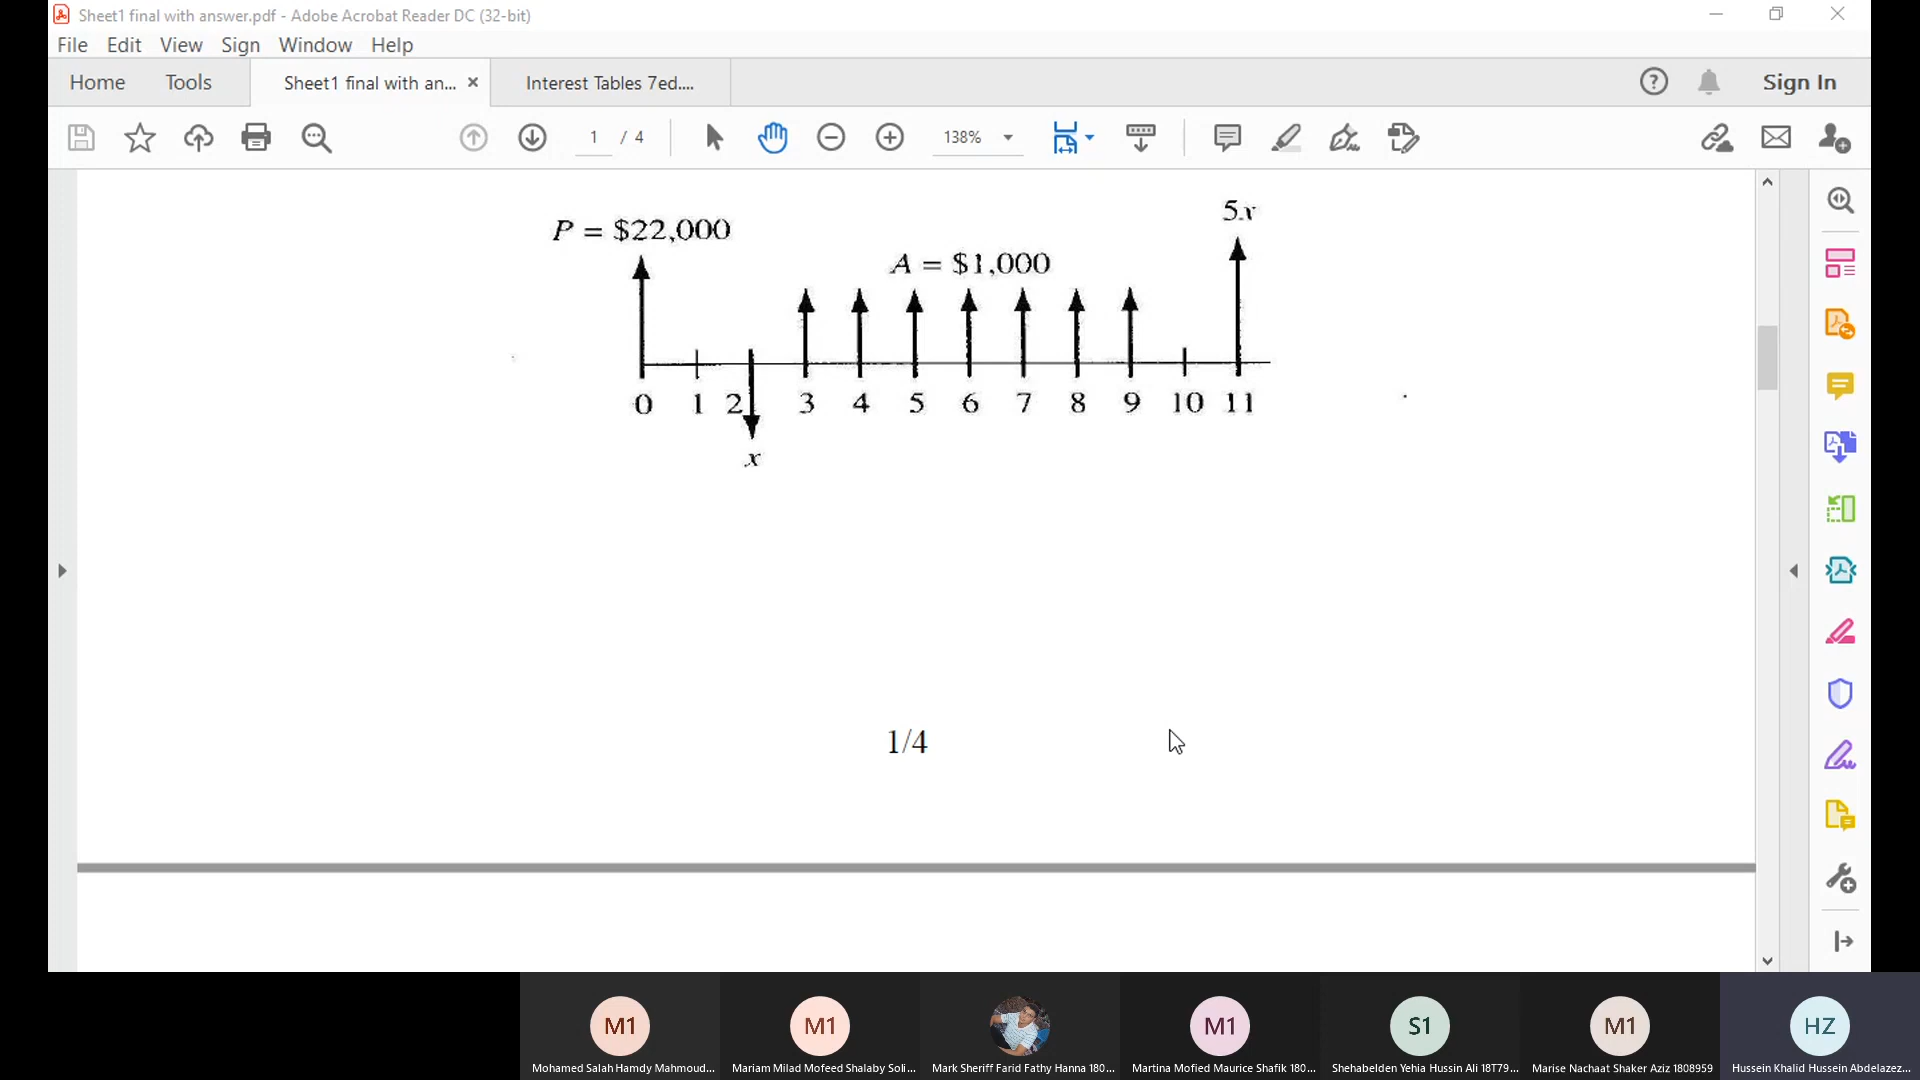 Sheet1 final with answer.pdf - Adobe Acrobat Reader DC (32-bit)
File Edit View Sign Window Help
Home Tools Sheet1 final with an... × Interest Tables 7ed.... Sign In
1 / 4 138%
5x
P = $22,000
A = $1,000
0 1 2 3 4 5 6 7 8 9 10 11
x
1/4
M1 M1 M1 S1 M1 HZ
Mohamed Salah Hamdy Mahmoud... Mariam Milad Mofeed Shalaby Soli... Mark Sheriff Farid Fathy Hanna 180... Martina Mofied Maurice Shafik 180... Shehabelden Yehia Hussin Ali 18T79... Marise Nachaat Shaker Aziz 1808959 Hussein Khalid Hussein Abdelazez...